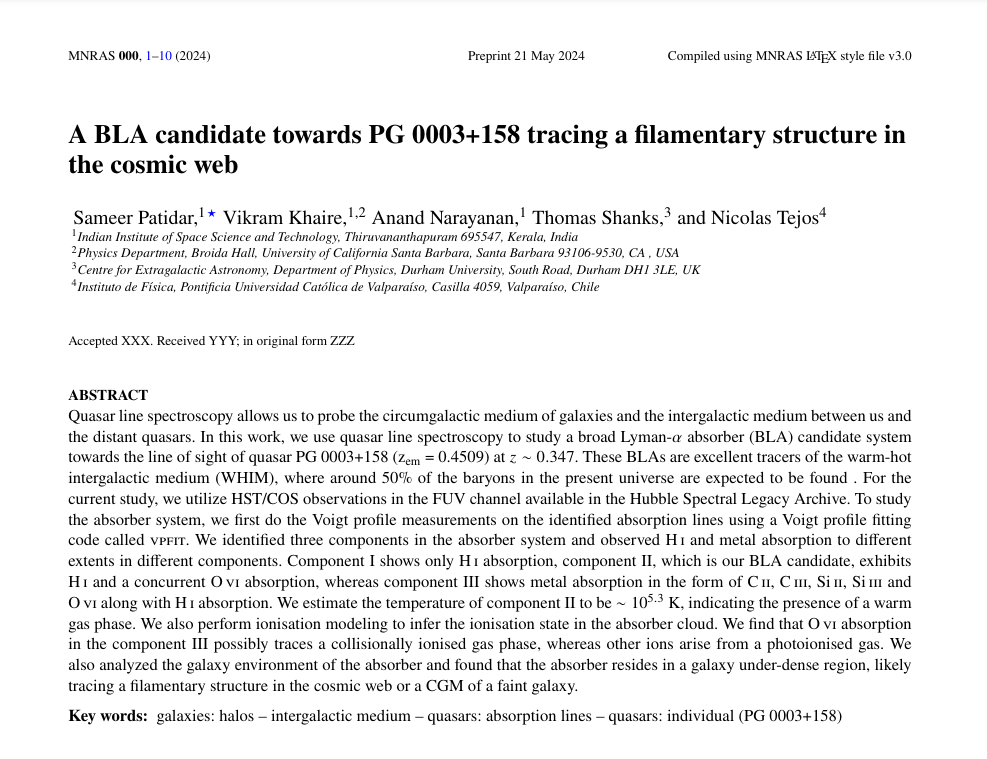 MNRAS 000, 1–10 (2024) Preprint 21 May 2024 Compiled using MNRAS LATEX style file v3.0
A BLA candidate towards PG 0003+158 tracing a filamentary structure in
the cosmic web
Sameer Patidar,1★ Vikram Khaire,1,2 Anand Narayanan,1 Thomas Shanks,3 and Nicolas Tejos4
1Indian Institute of Space Science and Technology, Thiruvananthapuram 695547, Kerala, India
2Physics Department, Broida Hall, University of California Santa Barbara, Santa Barbara 93106-9530, CA , USA
3Centre for Extragalactic Astronomy, Department of Physics, Durham University, South Road, Durham DH1 3LE, UK
4Instituto de Física, Pontificia Universidad Católica de Valparaíso, Casilla 4059, Valparaíso, Chile
Accepted XXX. Received YYY; in original form ZZZ
ABSTRACT
Quasar line spectroscopy allows us to probe the circumgalactic medium of galaxies and the intergalactic medium between us and
the distant quasars. In this work, we use quasar line spectroscopy to study a broad Lyman-α absorber (BLA) candidate system
towards the line of sight of quasar PG 0003+158 (zem = 0.4509) at z ∼ 0.347. These BLAs are excellent tracers of the warm-hot
intergalactic medium (WHIM), where around 50% of the baryons in the present universe are expected to be found . For the
current study, we utilize HST/COS observations in the FUV channel available in the Hubble Spectral Legacy Archive. To study
the absorber system, we first do the Voigt profile measurements on the identified absorption lines using a Voigt profile fitting
code called VPFIT. We identified three components in the absorber system and observed H I and metal absorption to different
extents in different components. Component I shows only H I absorption, component II, which is our BLA candidate, exhibits
H I and a concurrent O VI absorption, whereas component III shows metal absorption in the form of C II, C III, Si II, Si III and
O VI along with H I absorption. We estimate the temperature of component II to be ∼ 10^5.3 K, indicating the presence of a warm
gas phase. We also perform ionisation modeling to infer the ionisation state in the absorber cloud. We find that O VI absorption
in the component III possibly traces a collisionally ionised gas phase, whereas other ions arise from a photoionised gas. We
also analyzed the galaxy environment of the absorber and found that the absorber resides in a galaxy under-dense region, likely
tracing a filamentary structure in the cosmic web or a CGM of a faint galaxy.
Key words: galaxies: halos – intergalactic medium – quasars: absorption lines – quasars: individual (PG 0003+158)